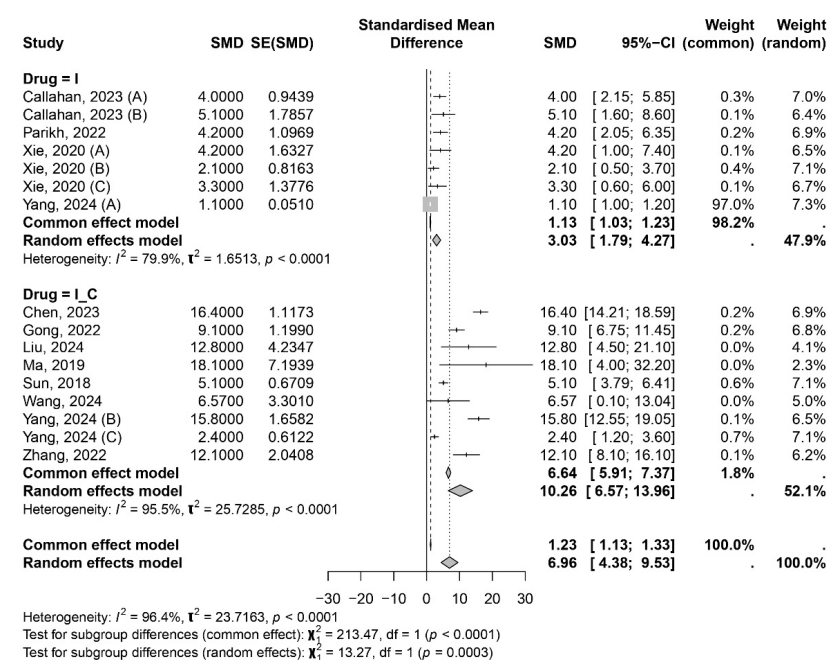 Standardised Mean Weight Weight
Study SMD SE(SMD) Difference SMD 95%−CI (common) (random)
Drug = I
Callahan, 2023 (A) 4.0000 0.9439 4.00 [ 2.15; 5.85] 0.3% 7.0%
Callahan, 2023 (B) 5.1000 1.7857 5.10 [ 1.60; 8.60] 0.1% 6.4%
Parikh, 2022 4.2000 1.0969 4.20 [ 2.05; 6.35] 0.2% 6.9%
Xie, 2020 (A) 4.2000 1.6327 4.20 [ 1.00; 7.40] 0.1% 6.5%
Xie, 2020 (B) 2.1000 0.8163 2.10 [ 0.50; 3.70] 0.4% 7.1%
Xie, 2020 (C) 3.3000 1.3776 3.30 [ 0.60; 6.00] 0.1% 6.7%
Yang, 2024 (A) 1.1000 0.0510 1.10 [ 1.00; 1.20] 97.0% 7.3%
Common effect model 1.13 [ 1.03; 1.23] 98.2% .
Random effects model 3.03 [ 1.79; 4.27] . 47.9%
Heterogeneity: I² = 79.9%, τ² = 1.6513, p < 0.0001
Drug = I_C
Chen, 2023 16.4000 1.1173 16.40 [14.21; 18.59] 0.2% 6.9%
Gong, 2022 9.1000 1.1990 9.10 [ 6.75; 11.45] 0.2% 6.8%
Liu, 2024 12.8000 4.2347 12.80 [ 4.50; 21.10] 0.0% 4.1%
Ma, 2019 18.1000 7.1939 18.10 [ 4.00; 32.20] 0.0% 2.3%
Sun, 2018 5.1000 0.6709 5.10 [ 3.79; 6.41] 0.6% 7.1%
Wang, 2024 6.5700 3.3010 6.57 [ 0.10; 13.04] 0.0% 5.0%
Yang, 2024 (B) 15.8000 1.6582 15.80 [12.55; 19.05] 0.1% 6.5%
Yang, 2024 (C) 2.4000 0.6122 2.40 [ 1.20; 3.60] 0.7% 7.1%
Zhang, 2022 12.1000 2.0408 12.10 [ 8.10; 16.10] 0.1% 6.2%
Common effect model 6.64 [ 5.91; 7.37] 1.8% .
Random effects model 10.26 [ 6.57; 13.96] . 52.1%
Heterogeneity: I² = 95.5%, τ² = 25.7285, p < 0.0001
Common effect model 1.23 [ 1.13; 1.33] 100.0% .
Random effects model 6.96 [ 4.38; 9.53] . 100.0%
−30 −20 −10 0 10 20 30
Heterogeneity: I² = 96.4%, τ² = 23.7163, p < 0.0001
Test for subgroup differences (common effect): χ²₁ = 213.47, df = 1 (p < 0.0001)
Test for subgroup differences (random effects): χ²₁ = 13.27, df = 1 (p = 0.0003)